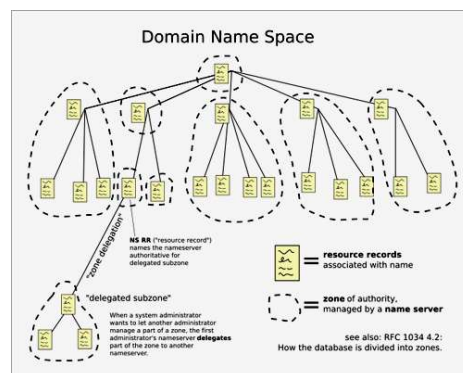 Domain Name Space
"zone delegation"
NS RR ("resource record")
names the nameserver
authoritative for
delegated subzone
resource records
associated with name
"delegated subzone"
zone of authority,
managed by a name server
When a system administrator
wants to let another administrator
manage a part of a zone, the first
administrator's nameserver delegates
part of the zone to another
nameserver.
see also: RFC 1034 4.2:
How the database is divided into zones.